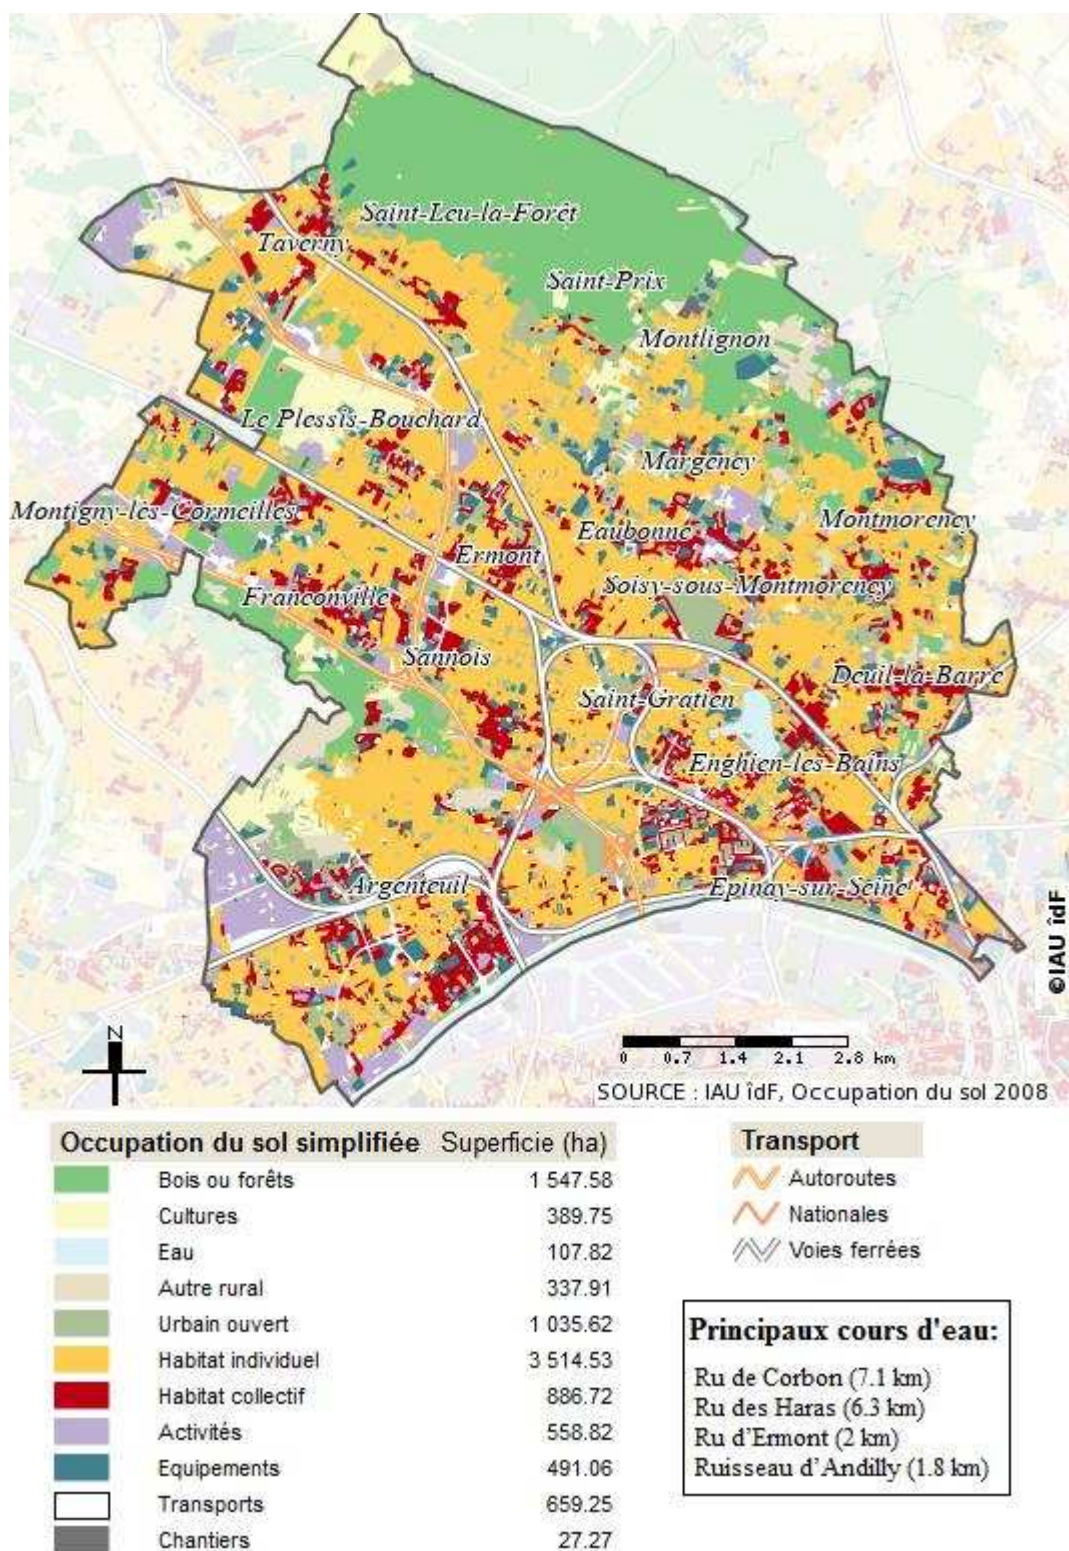 Saint-Leu-la-Forêt
Taverny
Saint-Prix
Montlignon
Le Plessis-Bouchard
Margency
Montigny-lès-Cormeilles
Montmorency
Eaubonne
Ermont
Soisy-sous-Montmorency
Franconville
Sannois
Deuil-la-Barre
Saint-Gratien
Enghien-les-Bains
Argenteuil
Epinay-sur-Seine
©IAU îdF
N
0 0.7 1.4 2.1 2.8 km
SOURCE : IAU îdF, Occupation du sol 2008
Occupation du sol simplifiée Superficie (ha)
Bois ou forêts 1 547.58
Cultures 389.75
Eau 107.82
Autre rural 337.91
Urbain ouvert 1 035.62
Habitat individuel 3 514.53
Habitat collectif 886.72
Activités 558.82
Equipements 491.06
Transports 659.25
Chantiers 27.27
Transport
Autoroutes
Nationales
Voies ferrées
Principaux cours d'eau:
Ru de Corbon (7.1 km)
Ru des Haras (6.3 km)
Ru d'Ermont (2 km)
Ruisseau d'Andilly (1.8 km)